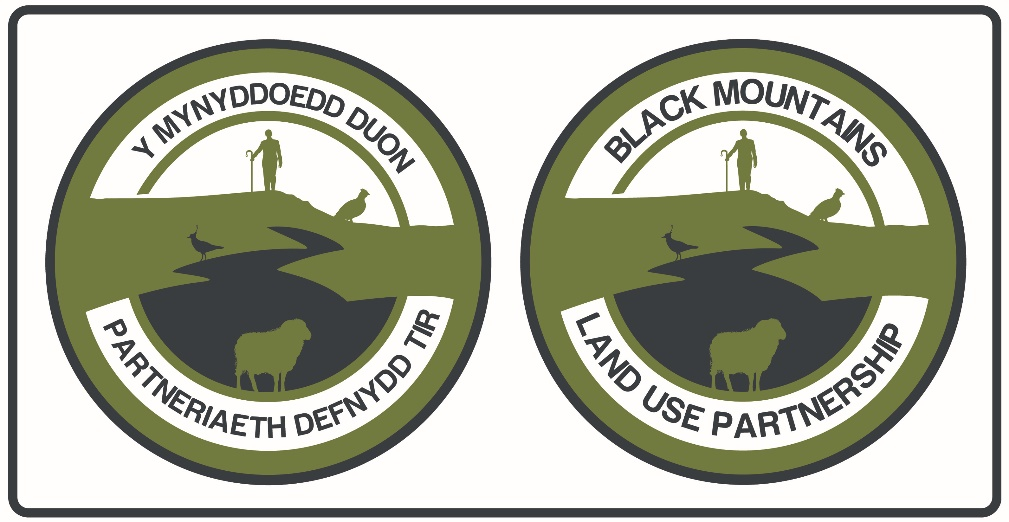 Y MYNYDDOEDD DUON
PARTNERIAETH DEFNYDD TIR
BLACK MOUNTAINS
LAND USE PARTNERSHIP